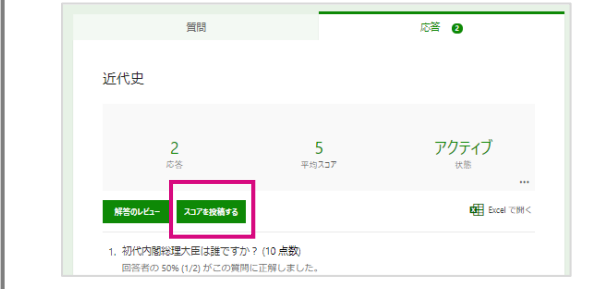 質問 応答 2
近代史
2 5 アクティブ
応答 平均スコア 状態
...
解答のレビュー スコアを投稿する Excel で開く
1. 初代内閣総理大臣は誰ですか？ (10 点数)
回答者の 50% (1/2) がこの質問に正解しました。